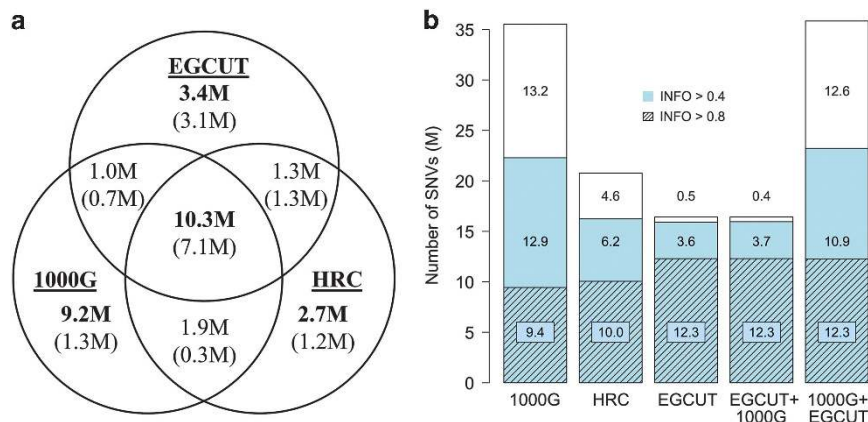 a
EGCUT
3.4M
(3.1M)
1.0M
(0.7M)
1.3M
(1.3M)
10.3M
(7.1M)
1000G
9.2M
(1.3M)
HRC
2.7M
(1.2M)
1.9M
(0.3M)
b
Number of SNVs (M)
35
30
25
20
15
10
5
0
INFO > 0.4
INFO > 0.8
13.2
12.9
9.4
4.6
6.2
10.0
0.5
3.6
12.3
0.4
3.7
12.3
12.6
10.9
12.3
1000G
HRC
EGCUT
EGCUT+
1000G
1000G+
EGCUT